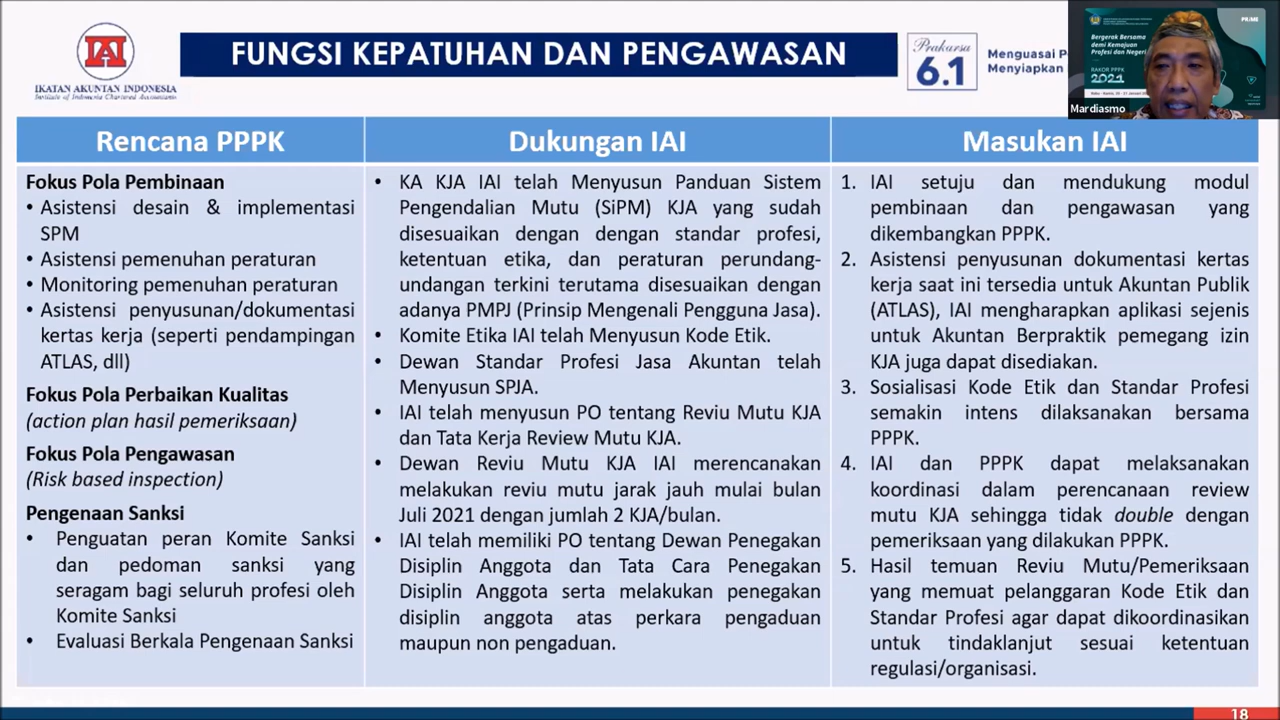 IAI
IKATAN AKUNTAN INDONESIA
Institute of Indonesia Chartered Accountants
FUNGSI KEPATUHAN DAN PENGAWASAN
Prakarsa
6.1
Menguasai P
Menyiapkan
PRIME
Bergerak Bersama
demi Kemajuan
Profesi dan Negeri
RAKOR PPPK
2021
Mardiasmo
Rencana PPPK
Fokus Pola Pembinaan
• Asistensi desain & implementasi
SPM
• Asistensi pemenuhan peraturan
• Monitoring pemenuhan peraturan
• Asistensi penyusunan/dokumentasi
kertas kerja (seperti pendampingan
ATLAS, dll)
Fokus Pola Perbaikan Kualitas
(action plan hasil pemeriksaan)
Fokus Pola Pengawasan
(Risk based inspection)
Pengenaan Sanksi
• Penguatan peran Komite Sanksi
dan pedoman sanksi yang
seragam bagi seluruh profesi oleh
Komite Sanksi
• Evaluasi Berkala Pengenaan Sanksi
Dukungan IAI
• KA KJA IAI telah Menyusun Panduan Sistem
Pengendalian Mutu (SiPM) KJA yang sudah
disesuaikan dengan dengan standar profesi,
ketentuan etika, dan peraturan perundang-
undangan terkini terutama disesuaikan dengan
adanya PMPJ (Prinsip Mengenali Pengguna Jasa).
• Komite Etika IAI telah Menyusun Kode Etik.
• Dewan Standar Profesi Jasa Akuntan telah
Menyusun SPJA.
• IAI telah menyusun PO tentang Reviu Mutu KJA
dan Tata Kerja Review Mutu KJA.
• Dewan Reviu Mutu KJA IAI merencanakan
melakukan reviu mutu jarak jauh mulai bulan
Juli 2021 dengan jumlah 2 KJA/bulan.
• IAI telah memiliki PO tentang Dewan Penegakan
Disiplin Anggota dan Tata Cara Penegakan
Disiplin Anggota serta melakukan penegakan
disiplin anggota atas perkara pengaduan
maupun non pengaduan.
Masukan IAI
1. IAI setuju dan mendukung modul
pembinaan dan pengawasan yang
dikembangkan PPPK.
2. Asistensi penyusunan dokumentasi kertas
kerja saat ini tersedia untuk Akuntan Publik
(ATLAS), IAI mengharapkan aplikasi sejenis
untuk Akuntan Berpraktik pemegang izin
KJA juga dapat disediakan.
3. Sosialisasi Kode Etik dan Standar Profesi
semakin intens dilaksanakan bersama
PPPK.
4. IAI dan PPPK dapat melaksanakan
koordinasi dalam perencanaan review
mutu KJA sehingga tidak double dengan
pemeriksaan yang dilakukan PPPK.
5. Hasil temuan Reviu Mutu/Pemeriksaan
yang memuat pelanggaran Kode Etik dan
Standar Profesi agar dapat dikoordinasikan
untuk tindaklanjut sesuai ketentuan
regulasi/organisasi.
18